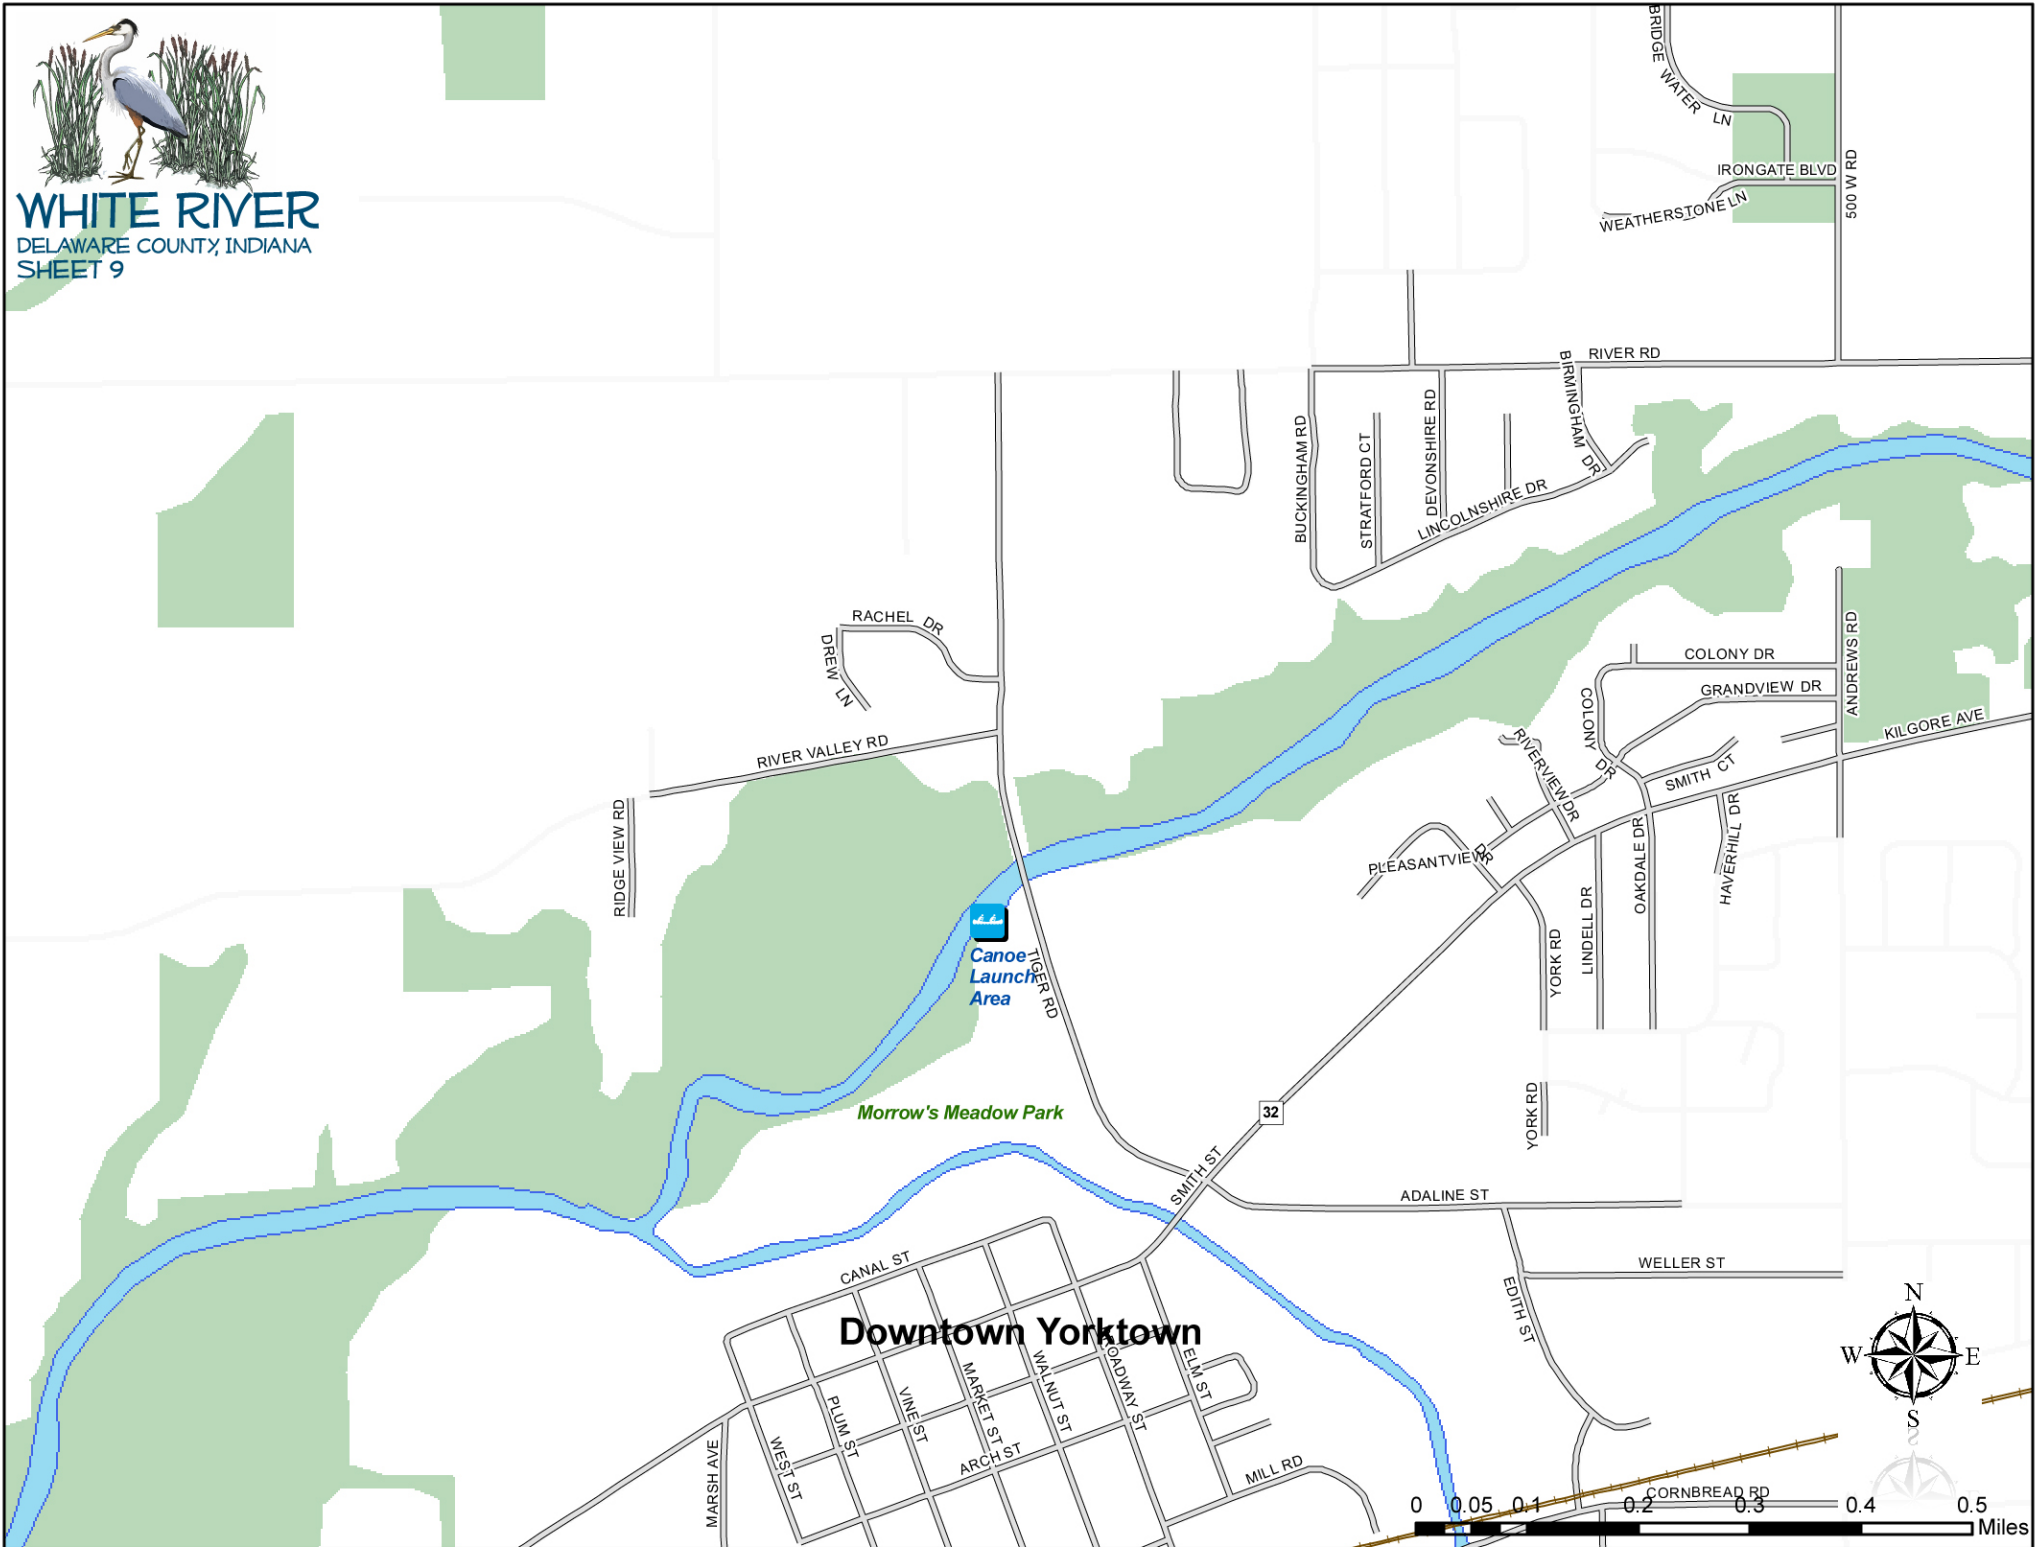 WHITE RIVER
DELAWARE COUNTY, INDIANA
SHEET 9
BRIDGE WATER LN
IRONGATE BLVD
WEATHERSTONE LN
500 W RD
RIVER RD
BIRMINGHAM DR
BUCKINGHAM RD
STRATFORD CT
DEVONSHIRE RD
LINCOLNSHIRE DR
RACHEL DR
DREW LN
RIVER VALLEY RD
RIDGE VIEW RD
COLONY DR
GRANDVIEW DR
ANDREWS RD
COLONY DR
KILGORE AVE
RIVERVIEW DR
SMITH CT
PLEASANTVIEW DR
OAKDALE DR
HAVERHILL DR
LINDELL DR
YORK RD
Canoe
Launch
Area
TIGER RD
Morrow's Meadow Park
32
YORK RD
SMITH ST
ADALINE ST
CANAL ST
WELLER ST
EDITH ST
Downtown Yorktown
ELM ST
WALNUT ST
MARKET ST
VINE ST
PLUM ST
WEST ST
MARSH AVE
ARCH ST
MILL RD
CORNBREAD RD
N
W E
S
0 0.05 0.1 0.2 0.3 0.4 0.5
Miles